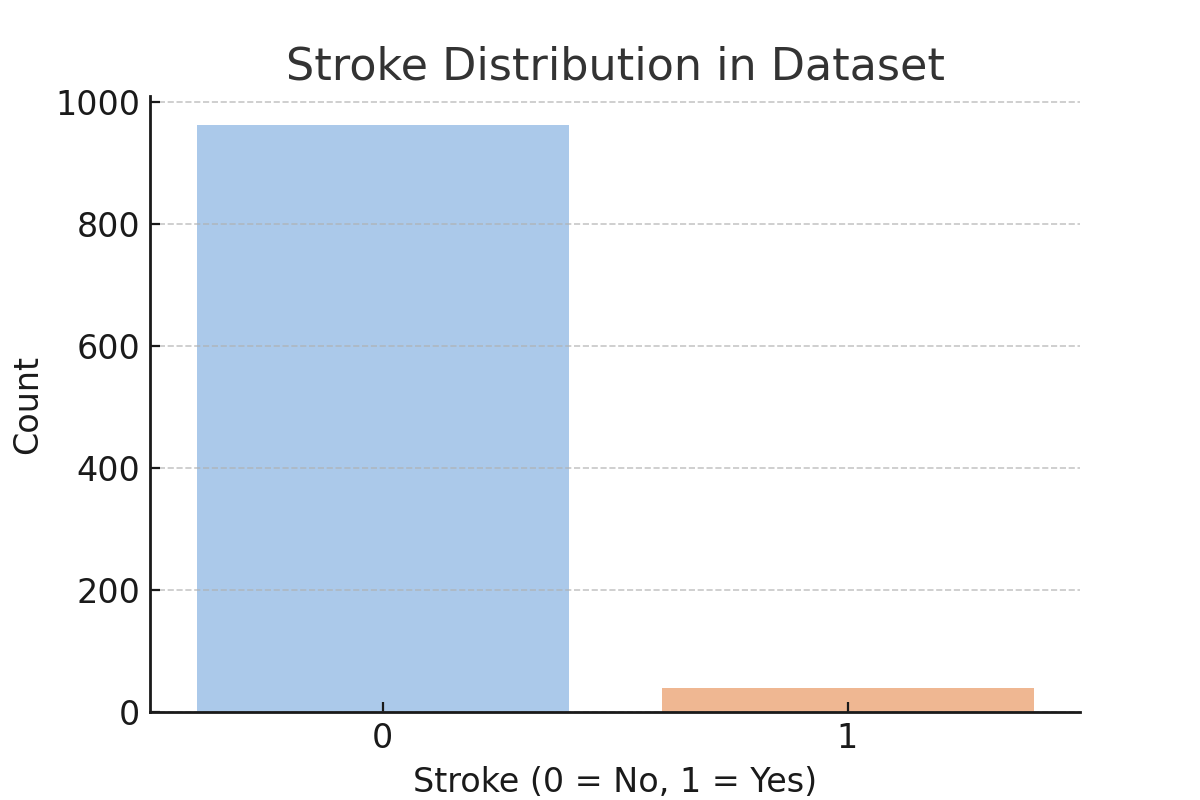 Stroke Distribution in Dataset
1000
800
600
400
200
0
Count
0 1
Stroke (0 = No, 1 = Yes)